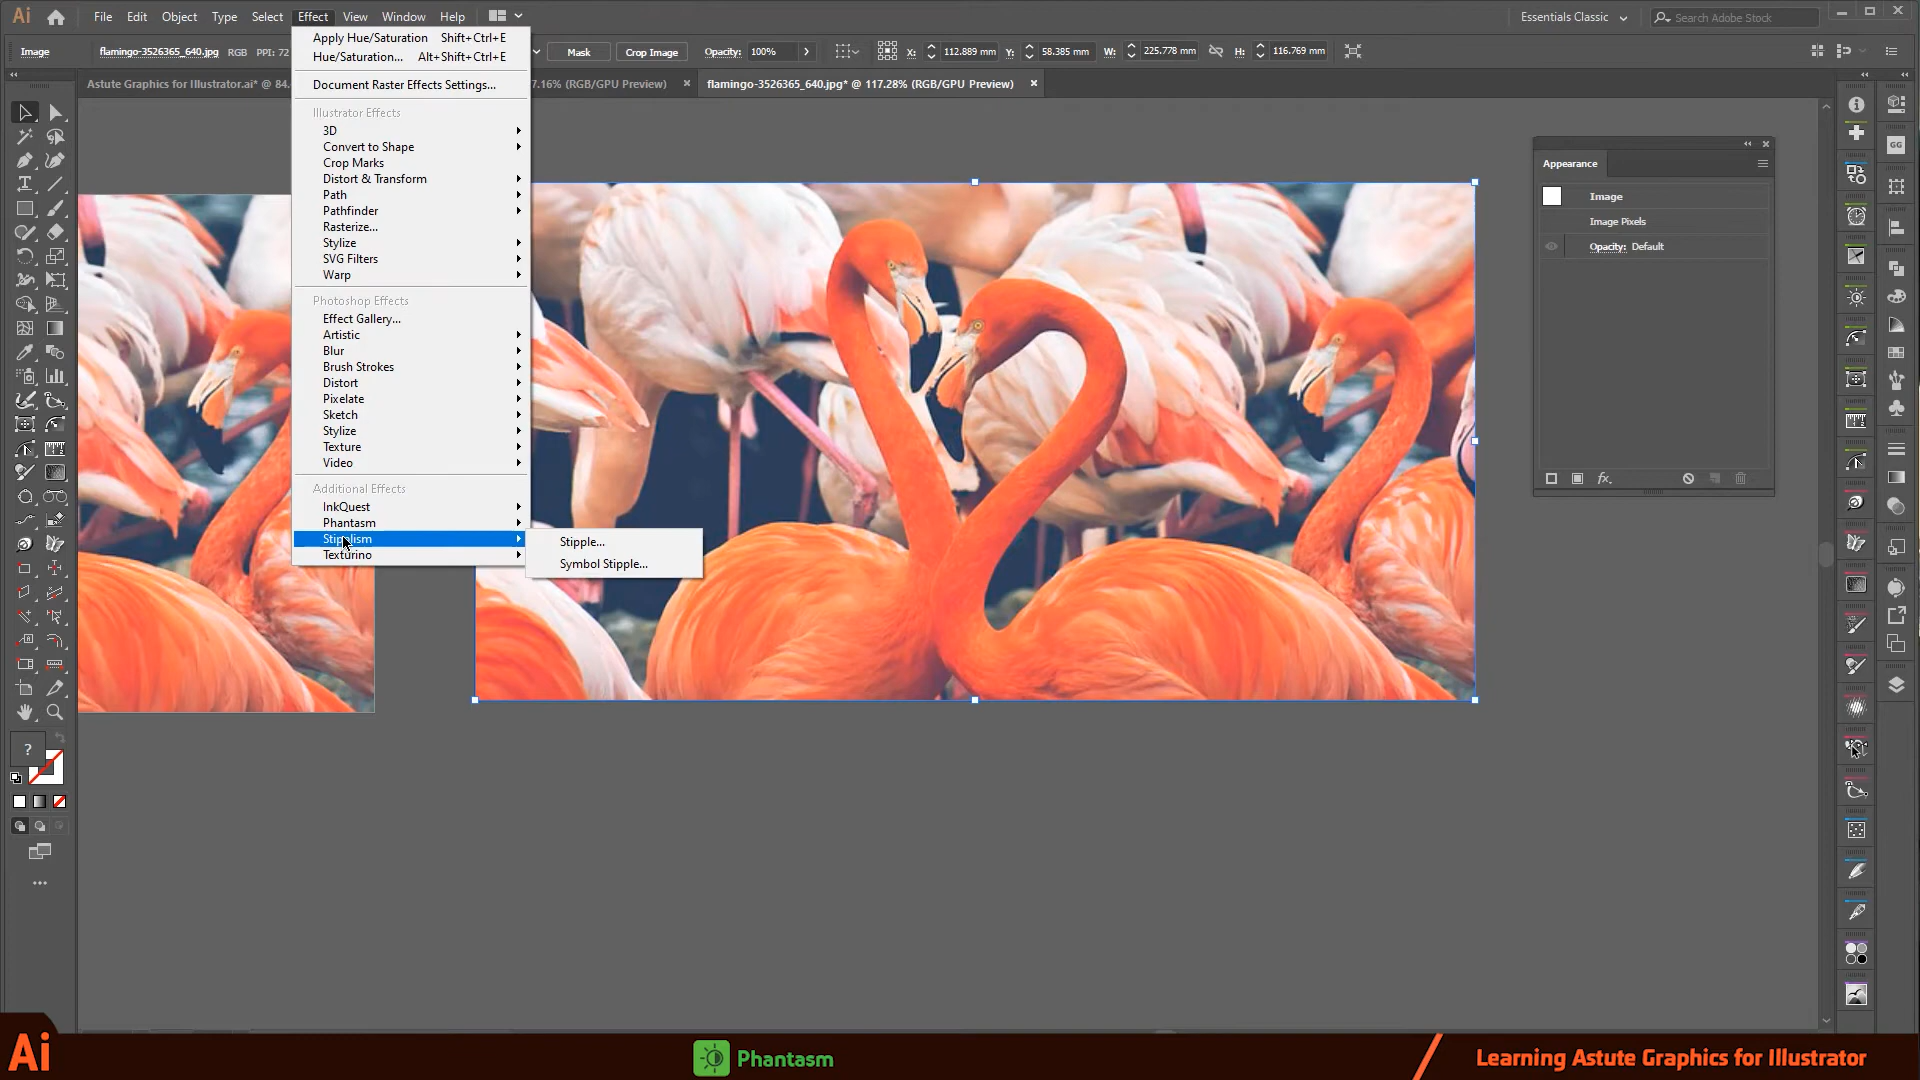 Ai File Edit Object Type Select Effect View Window Help Essentials Classic Search Adobe Stock
Image flamingo-3526365_640.jpg RGB PPI: 72 Mask Crop Image Opacity: 100% X: 112.889 mm Y: 58.385 mm W: 225.778 mm H: 116.769 mm
Astute Graphics for Illustrator.ai* @ 84. 7.16% (RGB/GPU Preview) flamingo-3526365_640.jpg* @ 117.28% (RGB/GPU Preview)
Apply Hue/Saturation Shift+Ctrl+E
Hue/Saturation... Alt+Shift+Ctrl+E
Document Raster Effects Settings...
Illustrator Effects
3D
Convert to Shape
Crop Marks
Distort & Transform
Path
Pathfinder
Rasterize...
Stylize
SVG Filters
Warp
Photoshop Effects
Effect Gallery...
Artistic
Blur
Brush Strokes
Distort
Pixelate
Sketch
Stylize
Texture
Video
Additional Effects
InkQuest
Phantasm
Stipplism
Texturino
Stipple...
Symbol Stipple...
Appearance
Image
Image Pixels
Opacity: Default
fx.
GG
?
Ai
Phantasm
Learning Astute Graphics for Illustrator